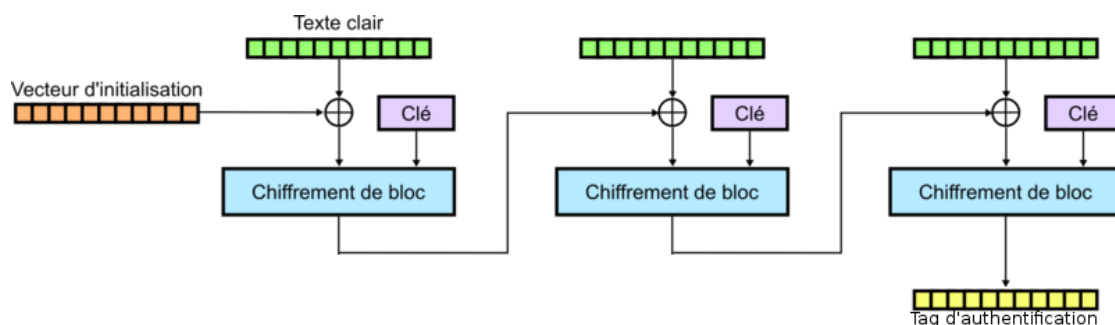 Texte clair
Vecteur d'initialisation
Clé
Clé
Clé
Chiffrement de bloc
Chiffrement de bloc
Chiffrement de bloc
Tag d'authentification